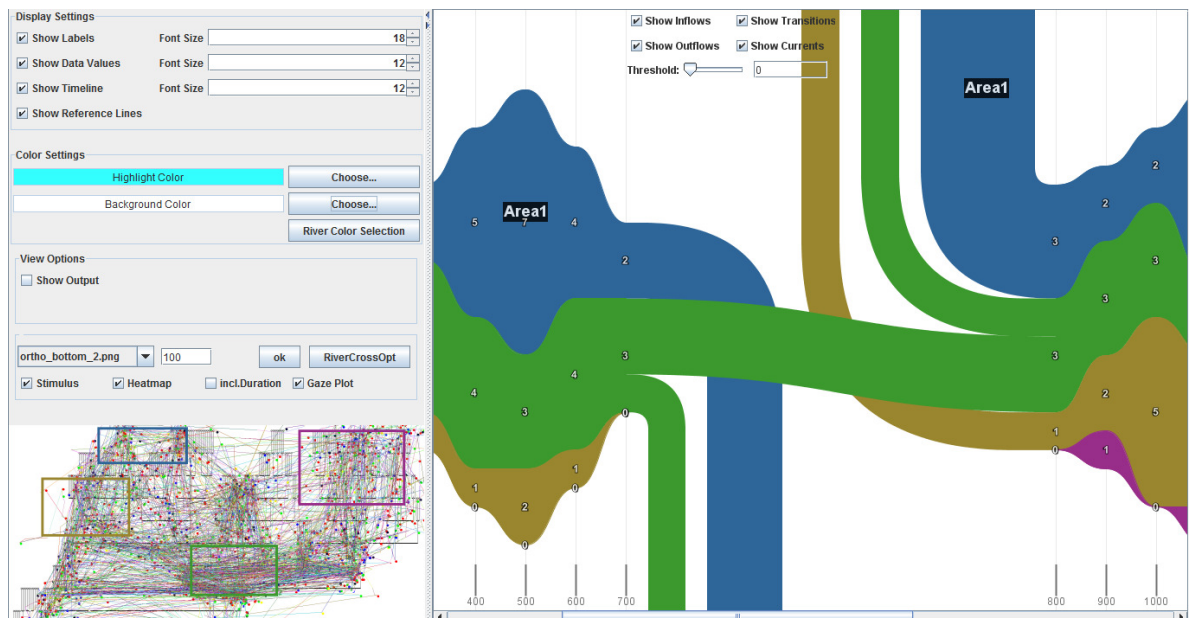 Display Settings
Show Labels Font Size 18
Show Data Values Font Size 12
Show Timeline Font Size 12
Show Reference Lines
Color Settings
Highlight Color Choose...
Background Color Choose...
River Color Selection
View Options
Show Output
ortho_bottom_2.png 100 ok RiverCrossOpt
Stimulus Heatmap incl.Duration Gaze Plot
Show Inflows Show Transitions
Show Outflows Show Currents
Threshold: 0
Area1
Area1
5 7 4
2
3
4 3 4
0
1 2 1
0 0 0
2 2
3 3 3
3 2 5
1
0 1 0
400 500 600 700 800 900 1000